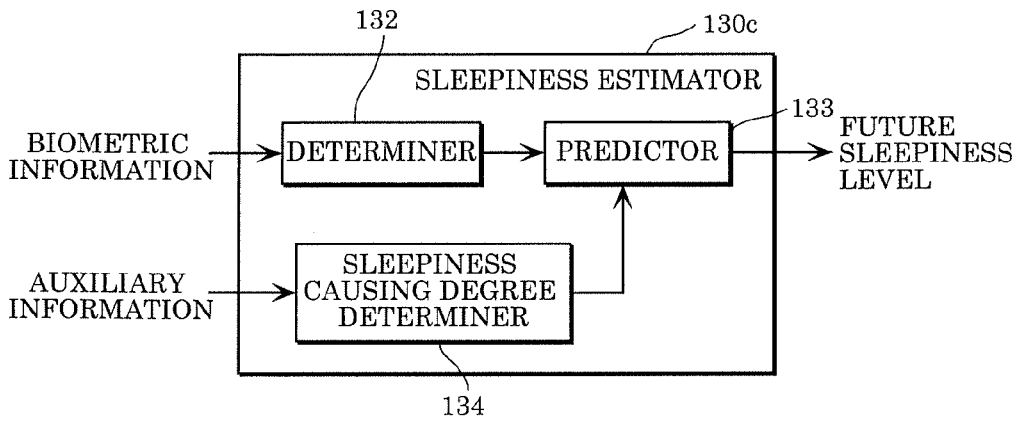 132
130c
SLEEPINESS ESTIMATOR
133
BIOMETRIC
INFORMATION
DETERMINER
PREDICTOR
FUTURE
SLEEPINESS
LEVEL
AUXILIARY
INFORMATION
SLEEPINESS
CAUSING DEGREE
DETERMINER
134